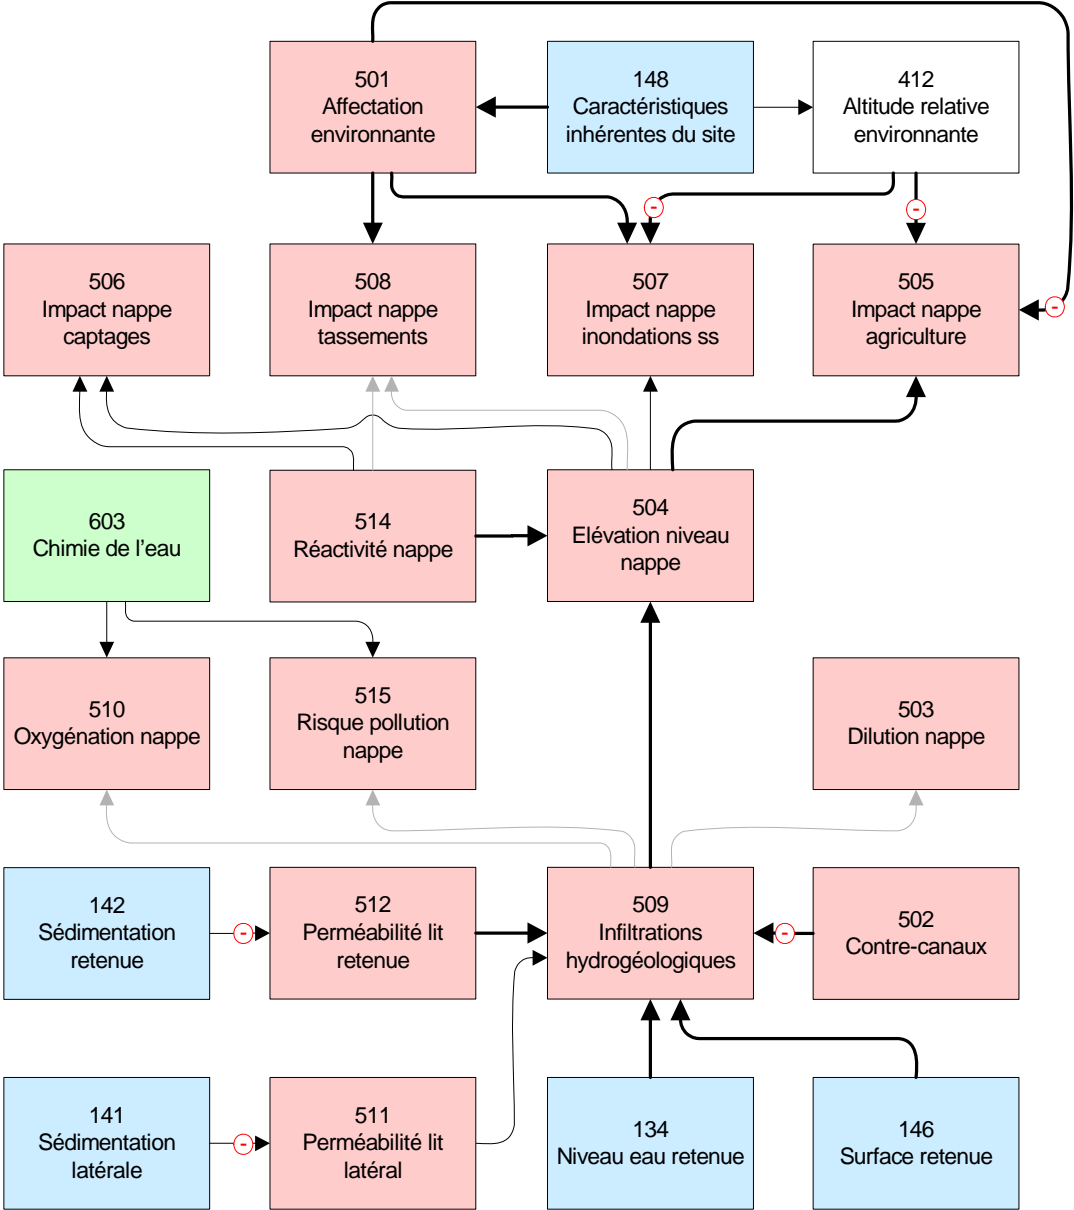 501
Affectation
environnante
148
Caractéristiques
inhérentes du site
412
Altitude relative
environnante
-
-
506
Impact nappe
captages
508
Impact nappe
tassements
507
Impact nappe
inondations ss
505
Impact nappe
agriculture
-
603
Chimie de l'eau
514
Réactivité nappe
504
Elévation niveau
nappe
510
Oxygénation nappe
515
Risque pollution
nappe
503
Dilution nappe
142
Sédimentation
retenue
-
512
Perméabilité lit
retenue
509
Infiltrations
hydrogéologiques
-
502
Contre-canaux
141
Sédimentation
latérale
-
511
Perméabilité lit
latéral
134
Niveau eau retenue
146
Surface retenue